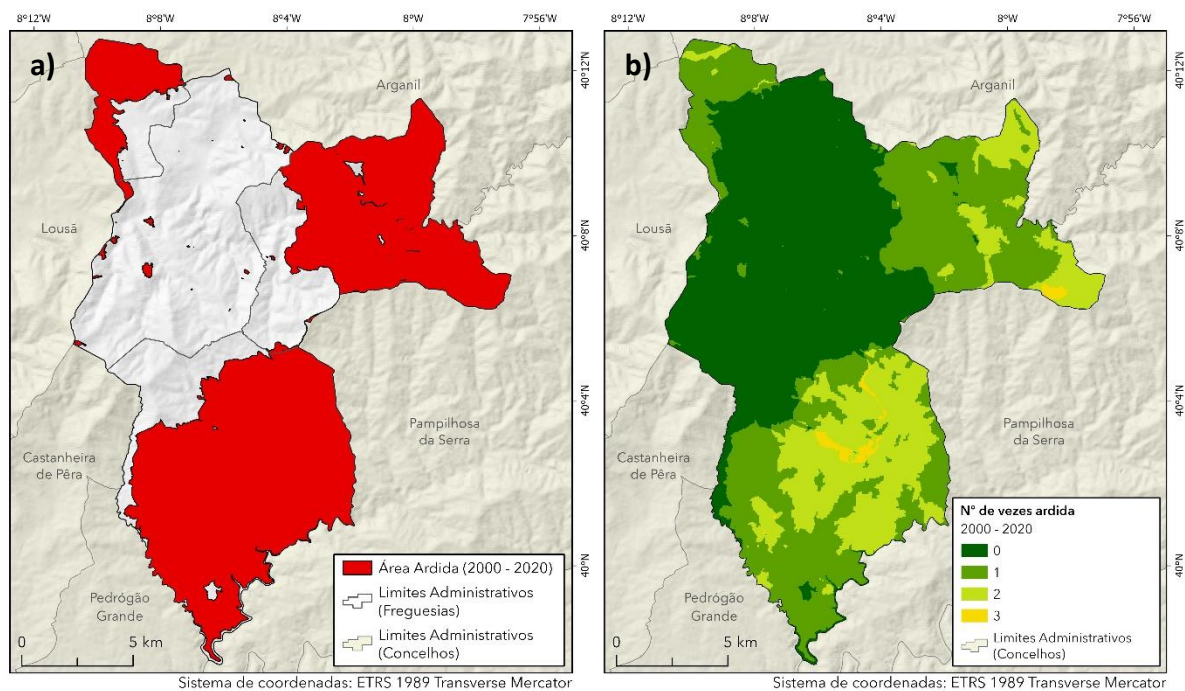 8°12'W 8°8'W 8°4'W 8°W 7°56'W
a)
40°12'N
Arganil
Lousã
40°8'N
40°4'N
Pampilhosa
da Serra
Castanheira
de Pêra
40°N
Pedrógão
Grande
Área Ardida (2000 - 2020)
Limites Administrativos
(Freguesias)
Limites Administrativos
(Concelhos)
0 5 km
Sistema de coordenadas: ETRS 1989 Transverse Mercator
8°12'W 8°8'W 8°4'W 8°W 7°56'W
b)
40°12'N
Arganil
Lousã
40°8'N
40°4'N
Pampilhosa
da Serra
Castanheira
de Pêra
40°N
Pedrógão
Grande
N° de vezes ardida
2000 - 2020
0
1
2
3
Limites Administrativos
(Concelhos)
0 5 km
Sistema de coordenadas: ETRS 1989 Transverse Mercator